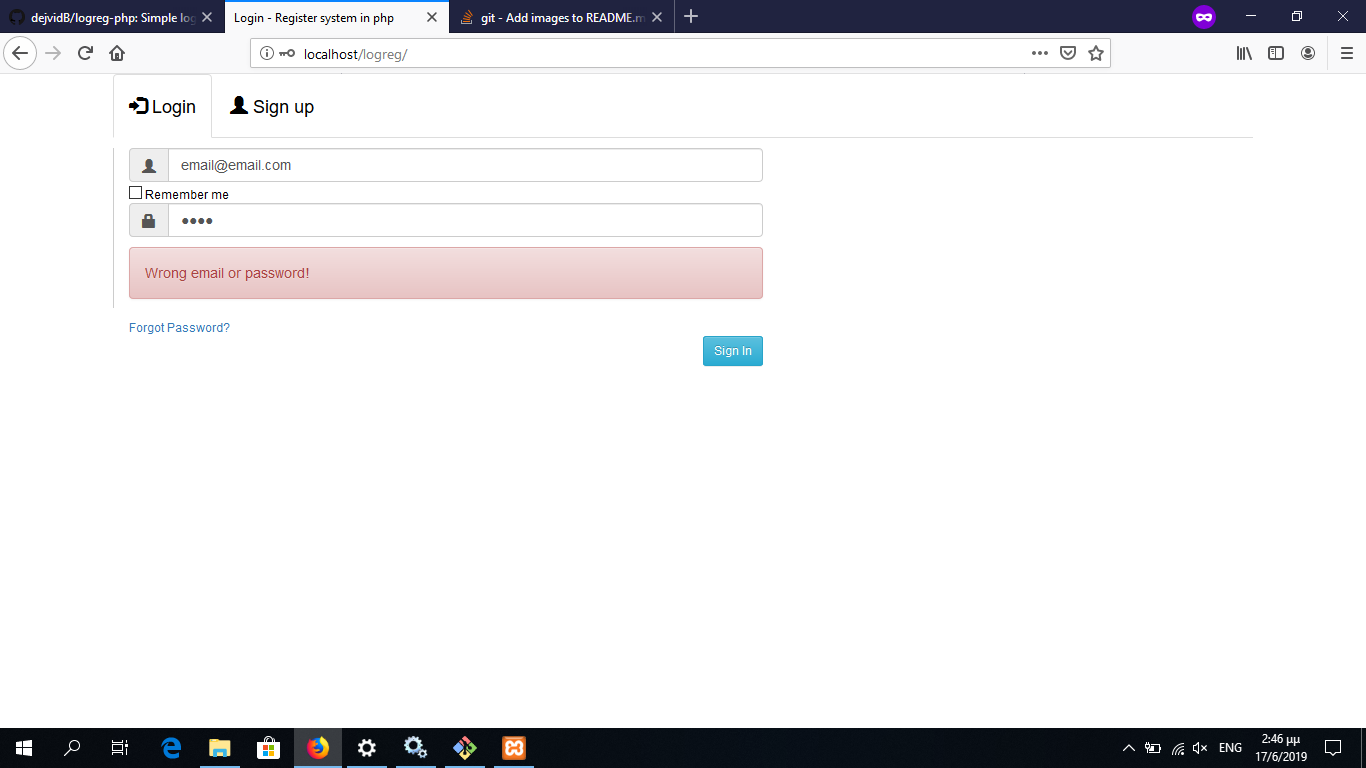 dejvidB/logreg-php: Simple log
Login - Register system in php
git - Add images to README.m
localhost/logreg/
Login
Sign up
email@email.com
Remember me
••••
Wrong email or password!
Forgot Password?
Sign In
ENG
2:46 μμ
17/6/2019